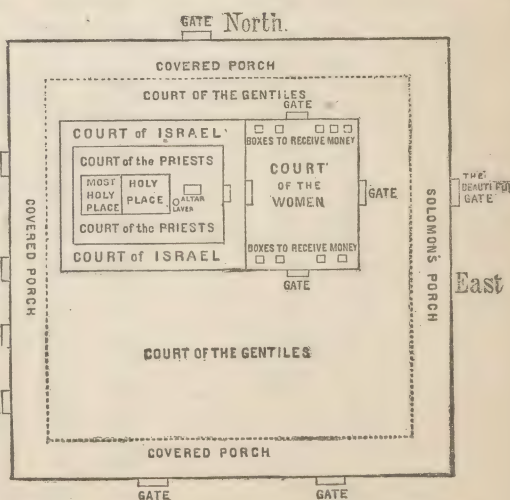 GATE North.
COVERED PORCH
COURT OF THE GENTILES
GATE
COURT of ISRAEL
BOXES TO RECEIVE MONEY
COURT of the PRIESTS
COURT
OF THE
WOMEN
MOST
HOLY
PLACE
HOLY
PLACE
ALTAR
LAVER
GATE
THE
BEAUTIFUL
GATE
COURT of the PRIESTS
COURT of ISRAEL
BOXES TO RECEIVE MONEY
GATE
COVERED PORCH
SOLOMON'S PORCH
East
COURT OF THE GENTILES
COVERED PORCH
GATE
GATE